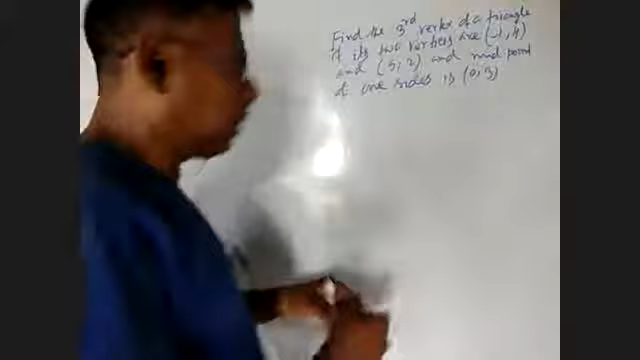 Find the 3rd vertex of a triangle
if its two vertices are (-1, 4)
and (5, 2) and mid point
of one sides is (0, 3)